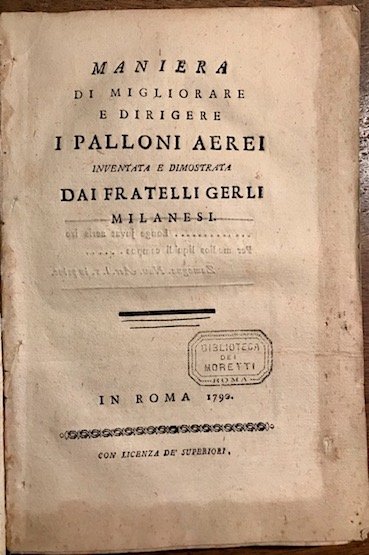 MANIERA
DI MIGLIORARE
E DIRIGERE
I PALLONI AEREI
INVENTATA E DIMOSTRATA
DAI FRATELLI GERLI
MILANESI.
BIBLIOTECA
DEI
MORETTI
ROMA
IN ROMA 1790.
CON LICENZA DE' SUPERIORI.